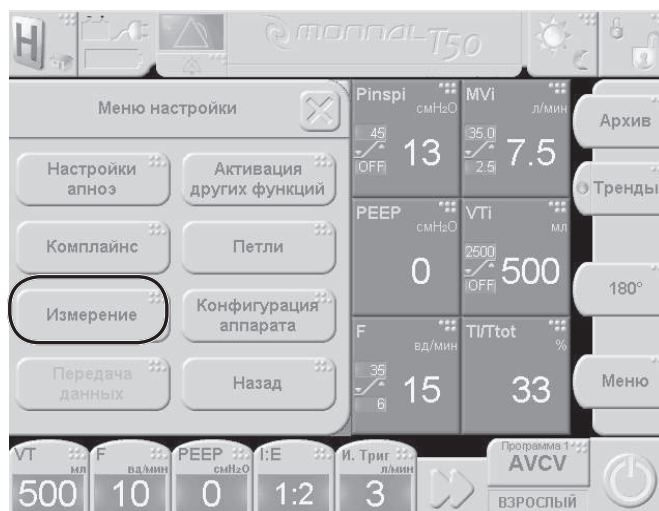 H
monnal T50
Меню настройки
Настройки апноэ
Активация других функций
Комплайнс
Петли
Измерение
Конфигурация аппарата
Передача данных
Назад
Pinspi
смH2O
45
OFF
13
MVi
л/мин
35.0
2.5
7.5
PEEP
смH2O
0
VTi
мл
2500
OFF
500
F
вд/мин
35
6
15
TI/Ttot
%
33
Архив
Тренды
180°
Меню
VT
мл
500
F
вд/мин
10
PEEP
смH2O
0
I:E
1:2
И. Триг
л/мин
3
Программа 1
AVCV
ВЗРОСЛЫЙ